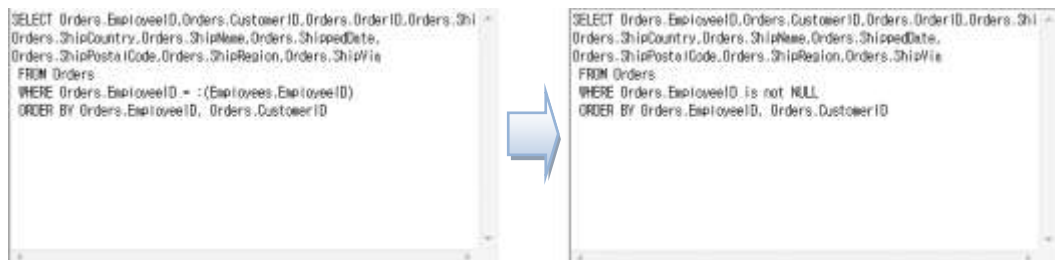 SELECT Orders.EmployeeID,Orders.CustomerID,Orders.OrderID,Orders.Shi
Orders.ShipCountry,Orders.ShipName,Orders.ShippedDate,
Orders.ShipPostalCode,Orders.ShipRegion,Orders.ShipVia
FROM Orders
WHERE Orders.EmployeeID = :(Employees.EmployeeID)
ORDER BY Orders.EmployeeID, Orders.CustomerID
SELECT Orders.EmployeeID,Orders.CustomerID,Orders.OrderID,Orders.Shi
Orders.ShipCountry,Orders.ShipName,Orders.ShippedDate,
Orders.ShipPostalCode,Orders.ShipRegion,Orders.ShipVia
FROM Orders
WHERE Orders.EmployeeID is not NULL
ORDER BY Orders.EmployeeID, Orders.CustomerID